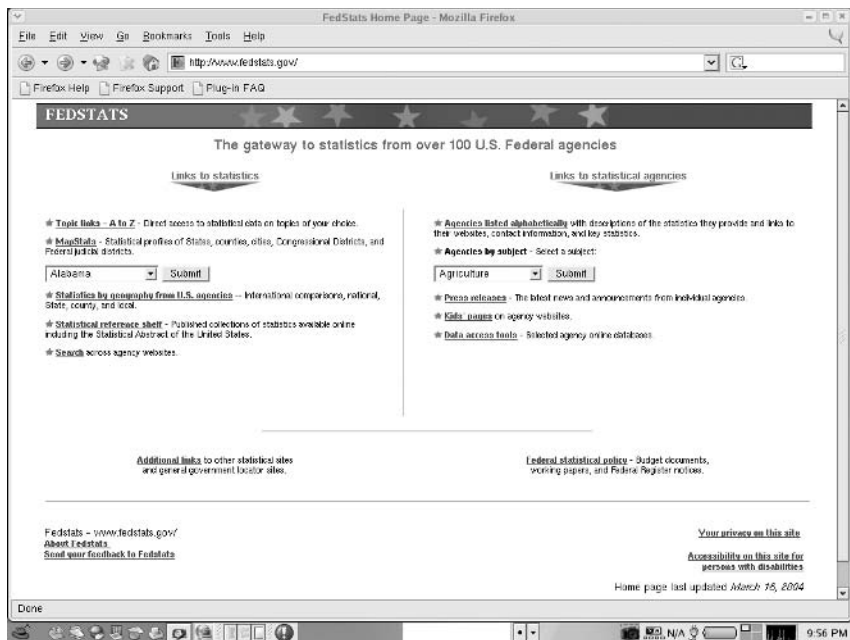 FedStats Home Page - Mozilla Firefox
File Edit View Go Bookmarks Tools Help
http://www.fedstats.gov/
G
Firefox Help Firefox Support Plug-in FAQ
FEDSTATS
The gateway to statistics from over 100 U.S. Federal agencies
Links to statistics
Topic links - A to Z - Direct access to statistical data on topics of your choice.
MapStats - Statistical profiles of States, counties, cities, Congressional Districts, and
Federal judicial districts.
Alabama Submit
Statistics by geography from U.S. agencies -- International comparisons, national,
State, county, and local.
Statistical reference shelf - Published collections of statistics available online
including the Statistical Abstract of the United States.
Search across agency websites.
Links to statistical agencies
Agencies listed alphabetically with descriptions of the statistics they provide and links to
their websites, contact information, and key statistics.
Agencies by subject - Select a subject:
Agriculture Submit
Press releases - The latest news and announcements from individual agencies.
Kids' pages on agency websites.
Data access tools - Selected agency online databases.
Additional links to other statistical sites
and general government locator sites.
Federal statistical policy - Budget documents,
working papers, and Federal Register notices.
Fedstats - www.fedstats.gov/
About Fedstats
Send your feedback to Fedstats
Your privacy on this site
Accessibility on this site for
persons with disabilities
Home page last updated March 16, 2004
Done
N/A 9:56 PM